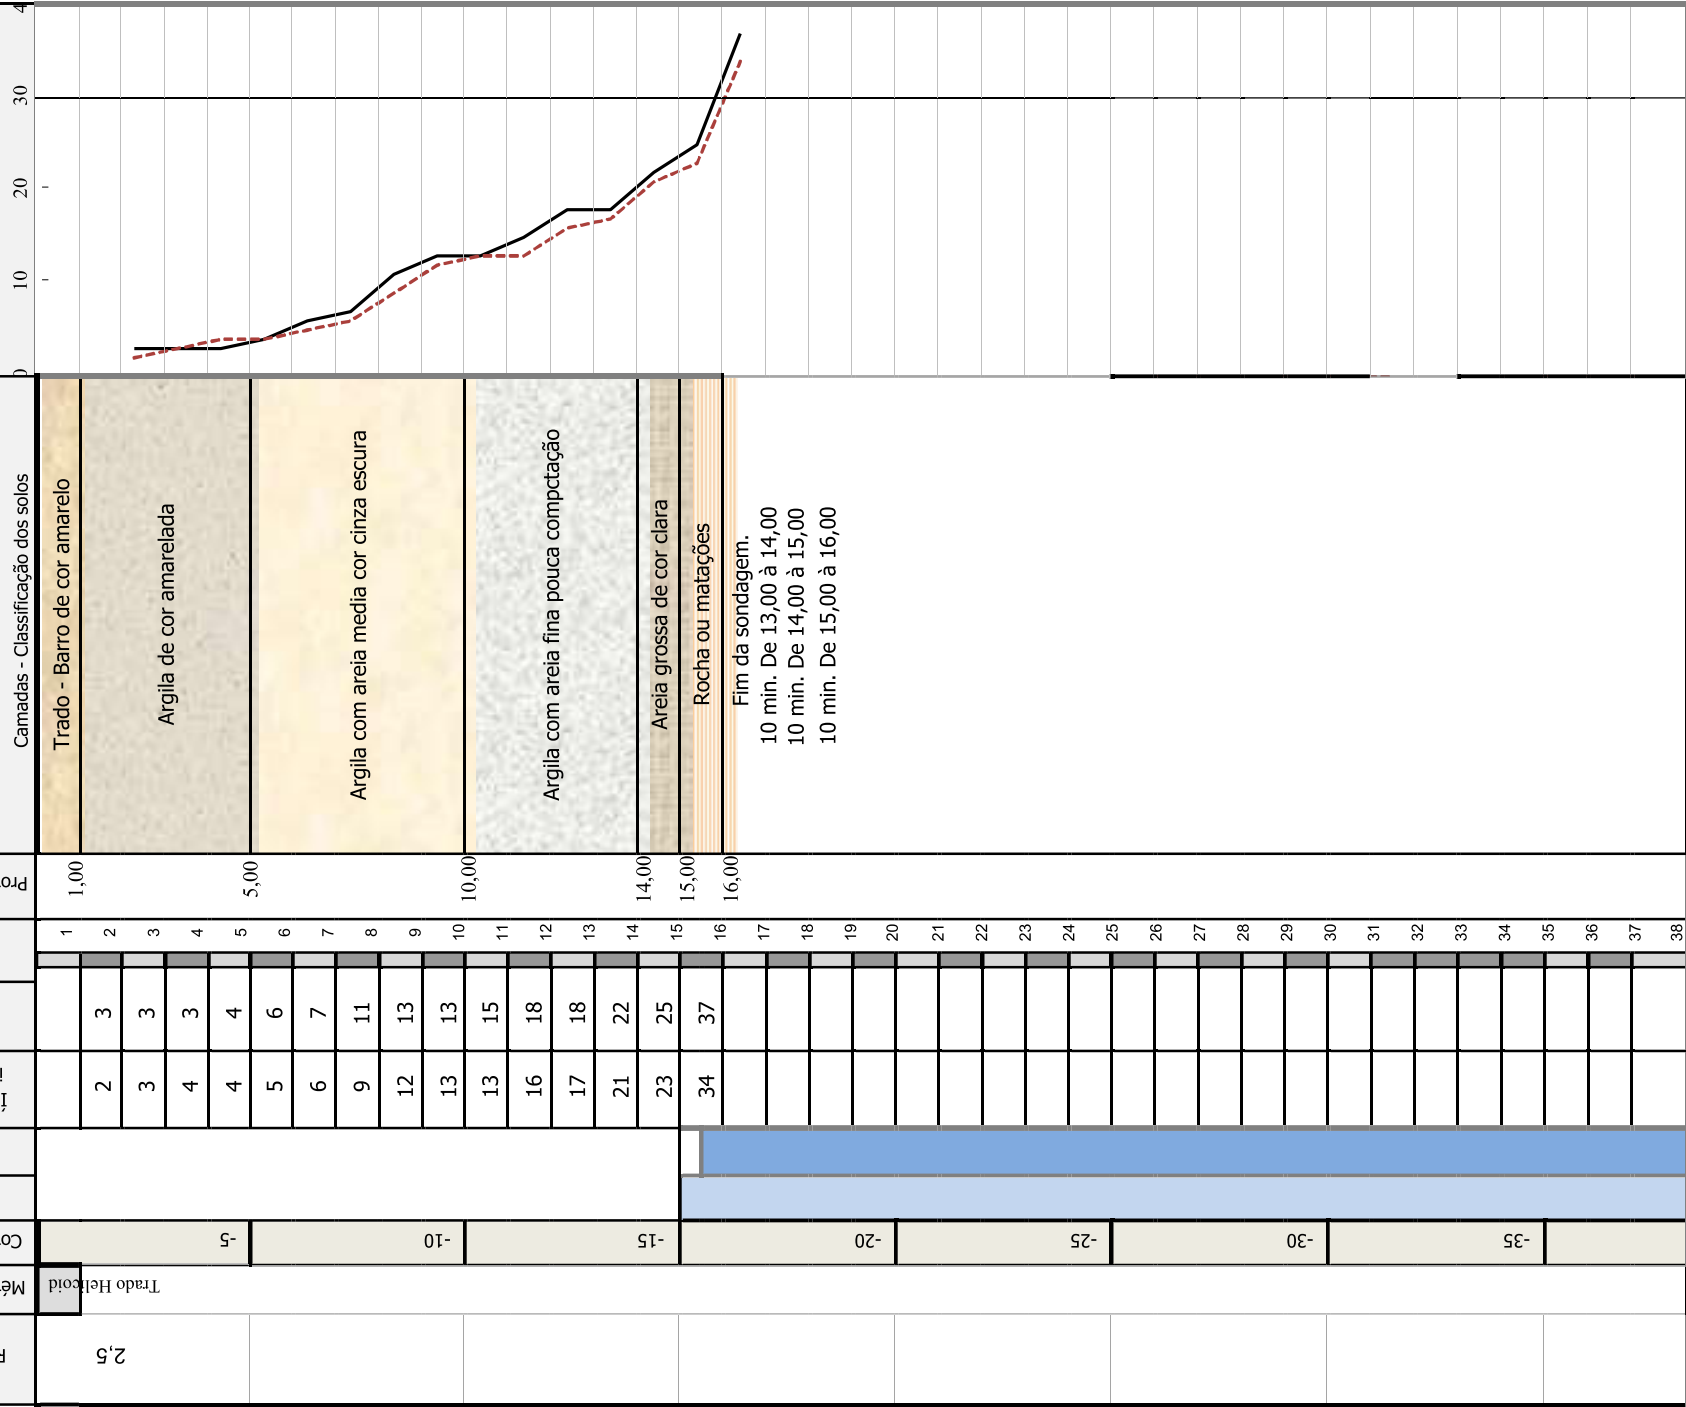 4
30
20
10
0
Camadas - Classificação dos solos
Trado - Barro de cor amarelo
Argila de cor amarelada
Argila com areia media cor cinza escura
Argila com areia fina pouca compctação
Areia grossa de cor clara
Rocha ou matações
Fim da sondagem.
10 min. De 13,00 à 14,00
10 min. De 14,00 à 15,00
10 min. De 15,00 à 16,00
Pro
1,00 5,00 10,00 14,00 15,00 16,00
1 2 3 4 5 6 7 8 9 10 11 12 13 14 15 16 17 18 19 20 21 22 23 24 25 26 27 28 29 30 31 32 33 34 35 36 37 38
3 3 3 4 6 7 11 13 13 15 18 18 22 25 37
Í i
2 3 4 4 5 6 9 12 13 13 16 17 21 23 34
Co
-5 -10 -15 -20 -25 -30 -35
Mé
Trado Helicoid
2,5